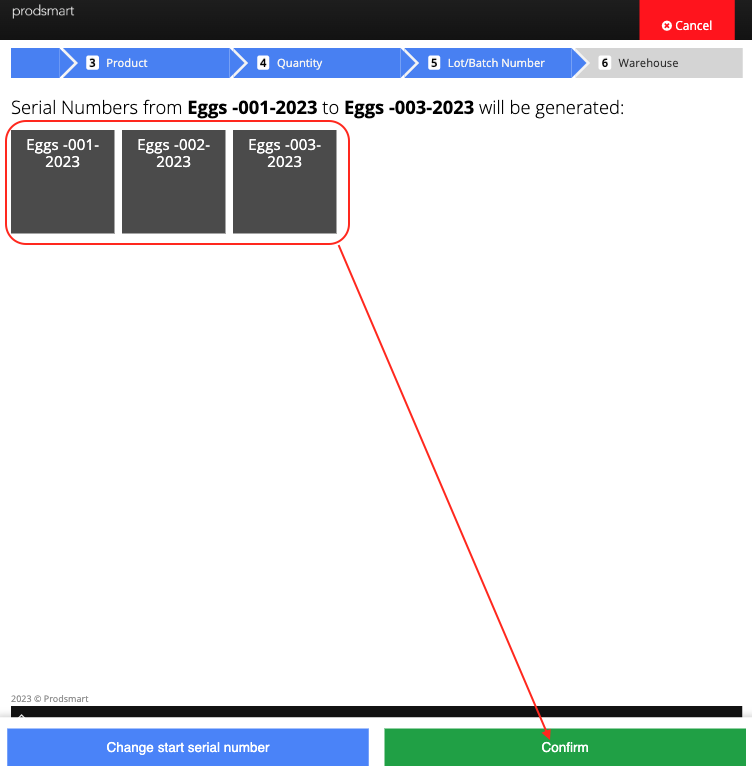 prodsmart
Cancel
3 Product
4 Quantity
5 Lot/Batch Number
6 Warehouse
Serial Numbers from Eggs -001-2023 to Eggs -003-2023 will be generated:
Eggs -001-
2023
Eggs -002-
2023
Eggs -003-
2023
2023 © Prodsmart
Change start serial number
Confirm